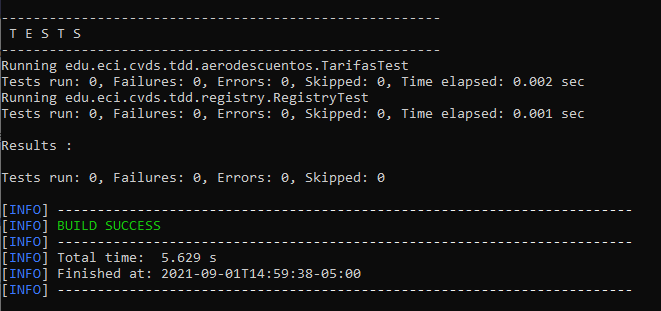 -------------------------------------------------------
 T E S T S
-------------------------------------------------------
Running edu.eci.cvds.tdd.aerodescuentos.TarifasTest
Tests run: 0, Failures: 0, Errors: 0, Skipped: 0, Time elapsed: 0.002 sec
Running edu.eci.cvds.tdd.registry.RegistryTest
Tests run: 0, Failures: 0, Errors: 0, Skipped: 0, Time elapsed: 0.001 sec

Results :

Tests run: 0, Failures: 0, Errors: 0, Skipped: 0

[INFO] ------------------------------------------------------------------------
[INFO] BUILD SUCCESS
[INFO] ------------------------------------------------------------------------
[INFO] Total time:  5.629 s
[INFO] Finished at: 2021-09-01T14:59:38-05:00
[INFO] ------------------------------------------------------------------------